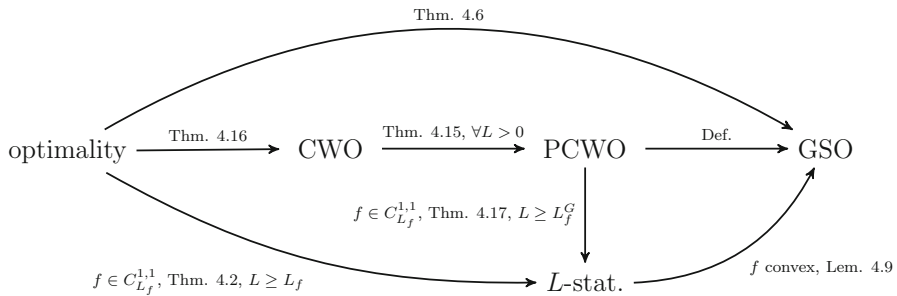 Thm. 4.6
optimality
Thm. 4.16
CWO
Thm. 4.15, ∀L > 0
PCWO
Def.
GSO
f ∈ C^{1,1}_{L_f}, Thm. 4.17, L ≥ L^G_f
f ∈ C^{1,1}_{L_f}, Thm. 4.2, L ≥ L_f
L-stat.
f convex, Lem. 4.9